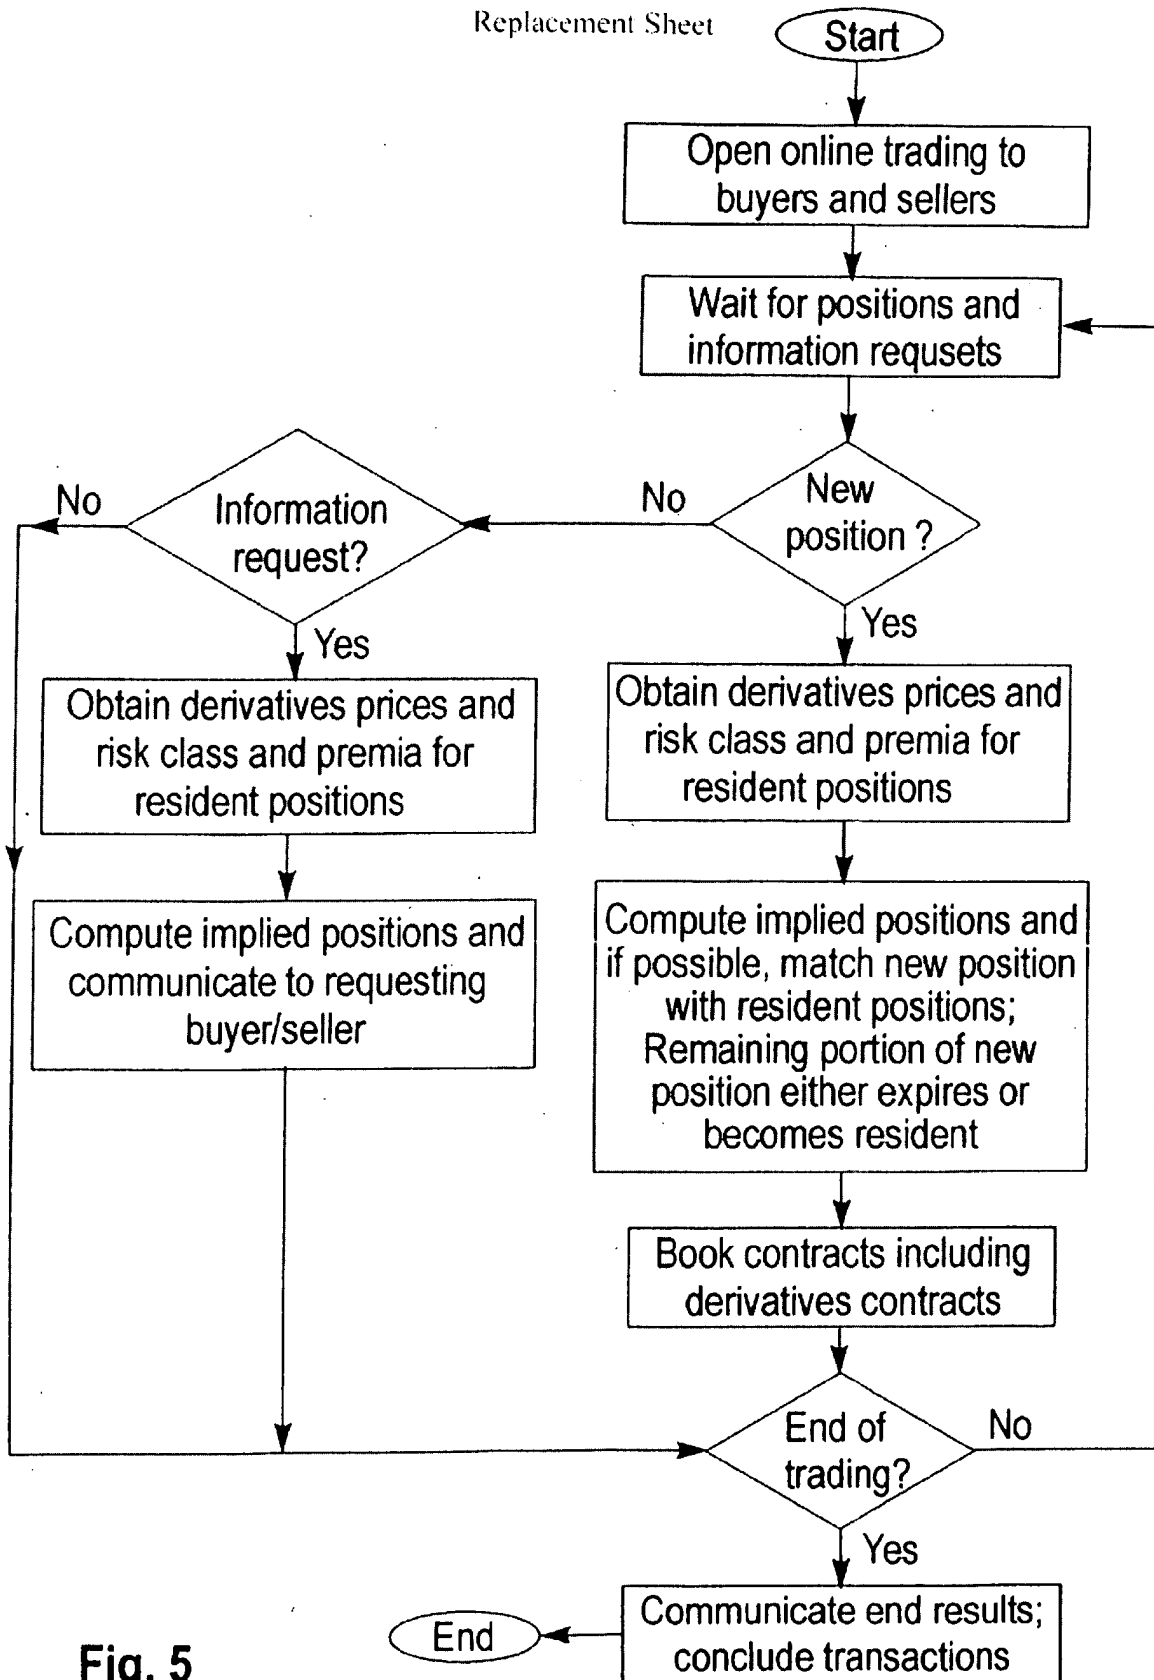 Replacement Sheet
Start
Open online trading to
buyers and sellers
Wait for positions and
information requsets
New
position ?
No
Information
request?
No
Yes
Yes
Obtain derivatives prices and
risk class and premia for
resident positions
Obtain derivatives prices and
risk class and premia for
resident positions
Compute implied positions and
communicate to requesting
buyer/seller
Compute implied positions and
if possible, match new position
with resident positions;
Remaining portion of new
position either expires or
becomes resident
Book contracts including
derivatives contracts
End of
trading?
No
Yes
Communicate end results;
conclude transactions
End
Fig. 5